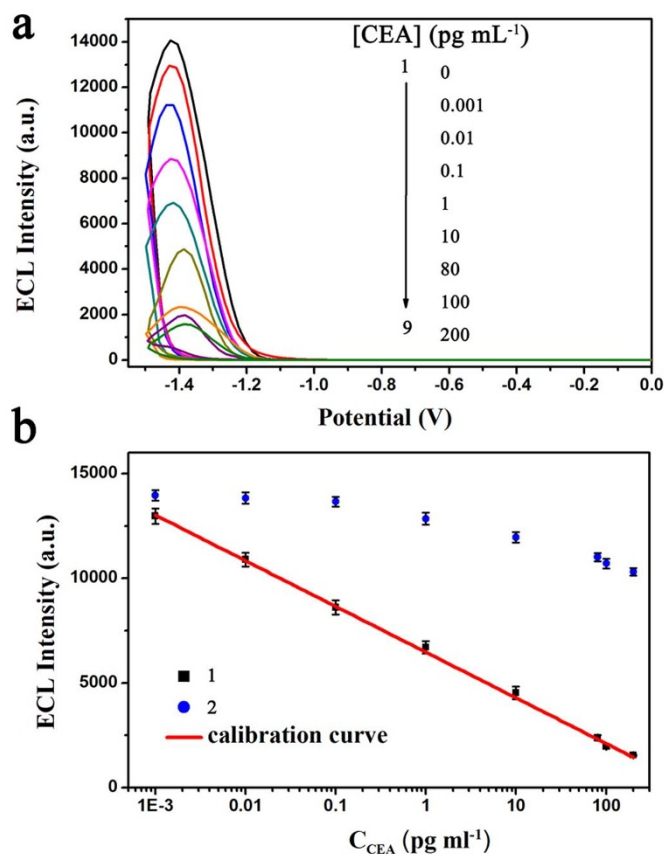 a
[CEA] (pg mL⁻¹)
1 0
0.001
0.01
0.1
1
10
80
100
9 200
ECL Intensity (a.u.)
14000
12000
10000
8000
6000
4000
2000
0
-1.4 -1.2 -1.0 -0.8 -0.6 -0.4 -0.2 0.0
Potential (V)
b
ECL Intensity (a.u.)
15000
10000
5000
0
1
2
calibration curve
1E-3 0.01 0.1 1 10 100
C_CEA (pg ml⁻¹)